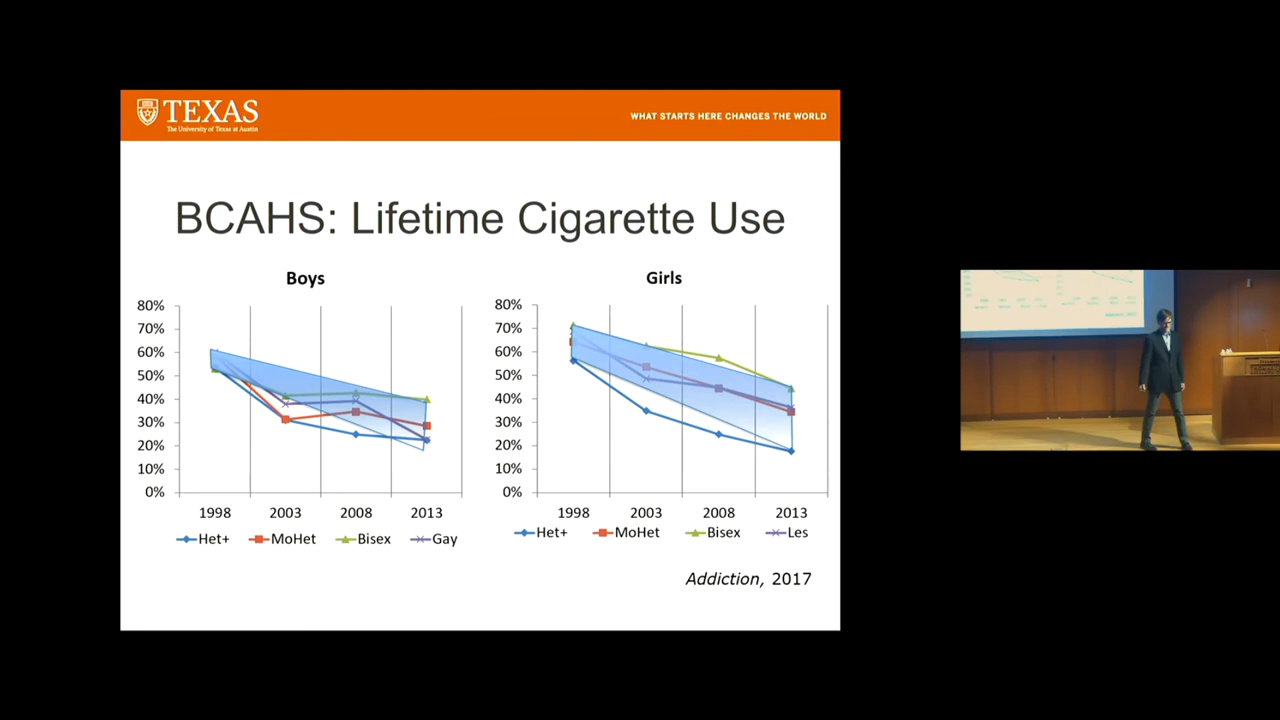 TEXAS
The University of Texas at Austin
WHAT STARTS HERE CHANGES THE WORLD
BCAHS: Lifetime Cigarette Use
Boys
80%
70%
60%
50%
40%
30%
20%
10%
0%
1998 2003 2008 2013
Het+ MoHet Bisex Gay
Girls
80%
70%
60%
50%
40%
30%
20%
10%
0%
1998 2003 2008 2013
Het+ MoHet Bisex Les
Addiction, 2017